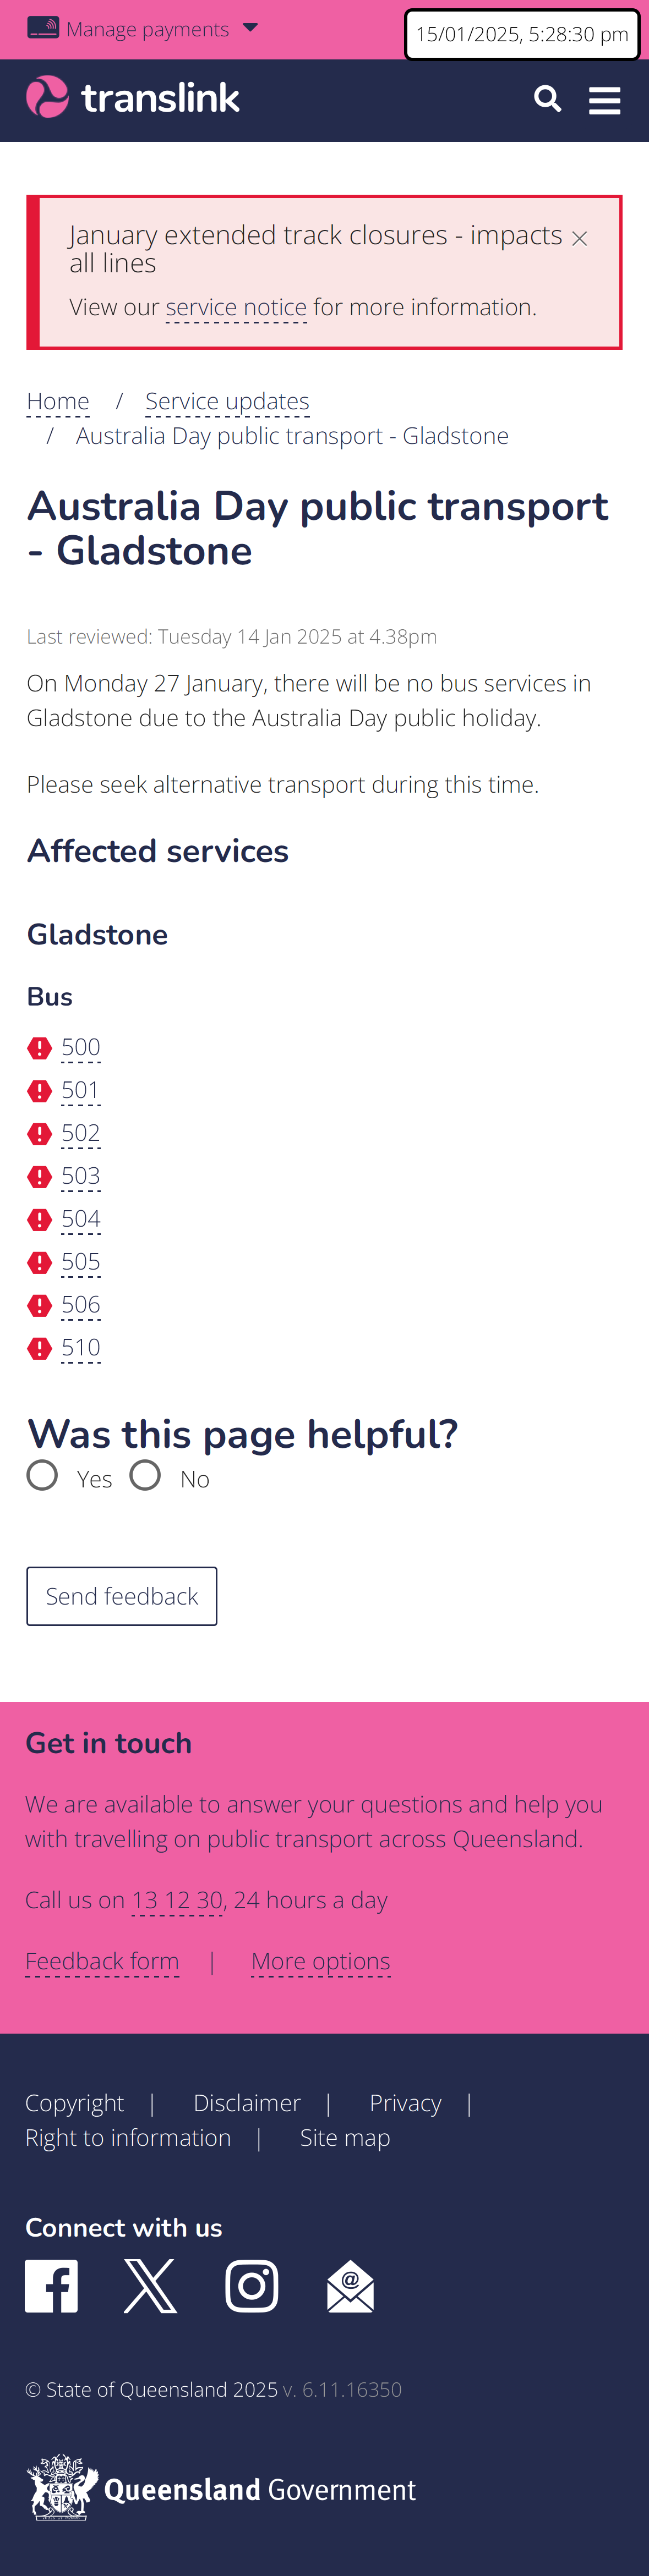 Manage payments
15/01/2025, 5:28:30 pm
translink
January extended track closures - impacts
all lines
View our service notice for more information.
Home / Service updates
/ Australia Day public transport - Gladstone
Australia Day public transport
- Gladstone
Last reviewed: Tuesday 14 Jan 2025 at 4.38pm
On Monday 27 January, there will be no bus services in
Gladstone due to the Australia Day public holiday.
Please seek alternative transport during this time.
Affected services
Gladstone
Bus
500
501
502
503
504
505
506
510
Was this page helpful?
Yes No
Send feedback
Get in touch
We are available to answer your questions and help you
with travelling on public transport across Queensland.
Call us on 13 12 30, 24 hours a day
Feedback form | More options
Copyright | Disclaimer | Privacy |
Right to information | Site map
Connect with us
© State of Queensland 2025 v. 6.11.16350
Queensland Government